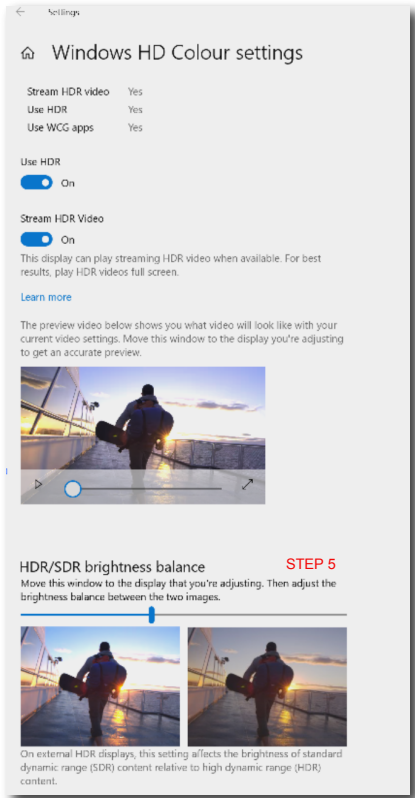 Settings
Windows HD Colour settings
Stream HDR video Yes
Use HDR Yes
Use WCG apps Yes
Use HDR
On
Stream HDR Video
On
This display can play streaming HDR video when available. For best
results, play HDR videos full screen.
Learn more
The preview video below shows you what video will look like with your
current video settings. Move this window to the display you're adjusting
to get an accurate preview.
HDR/SDR brightness balance STEP 5
Move this window to the display that you're adjusting. Then adjust the
brightness balance between the two images.
On external HDR displays, this setting affects the brightness of standard
dynamic range (SDR) content relative to high dynamic range (HDR)
content.